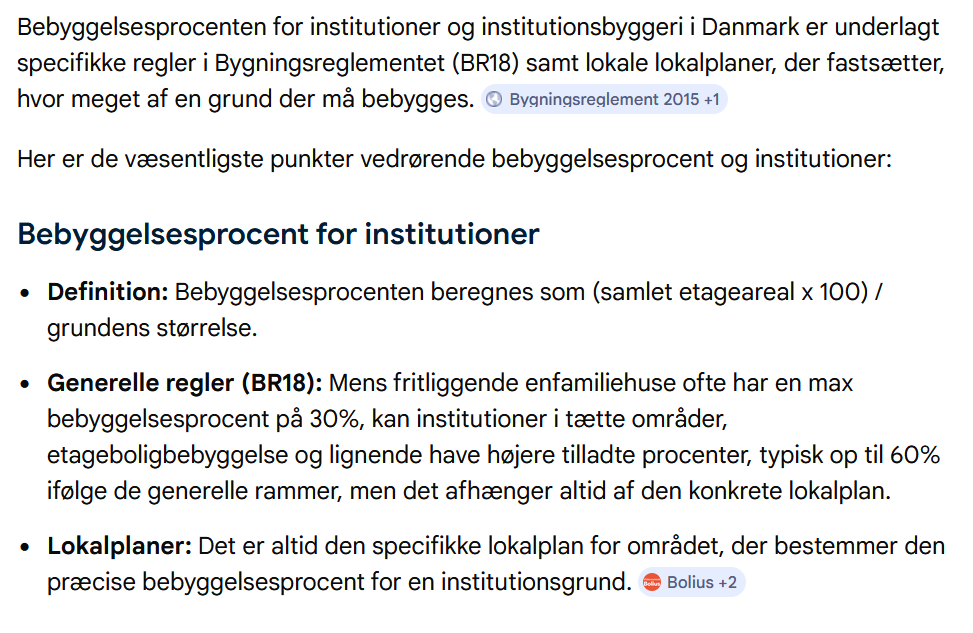 Bebyggelsesprocenten for institutioner og institutionsbyggeri i Danmark er underlagt
specifikke regler i Bygningsreglementet (BR18) samt lokale lokalplaner, der fastsætter,
hvor meget af en grund der må bebygges. Bygningsreglement 2015 +1
Her er de væsentligste punkter vedrørende bebyggelsesprocent og institutioner:
Bebyggelsesprocent for institutioner
• Definition: Bebyggelsesprocenten beregnes som (samlet etageareal x 100) /
grundens størrelse.
• Generelle regler (BR18): Mens fritliggende enfamiliehuse ofte har en max
bebyggelsesprocent på 30%, kan institutioner i tætte områder,
etageboligbebyggelse og lignende have højere tilladte procenter, typisk op til 60%
ifølge de generelle rammer, men det afhænger altid af den konkrete lokalplan.
• Lokalplaner: Det er altid den specifikke lokalplan for området, der bestemmer den
præcise bebyggelsesprocent for en institutionsgrund. Bolius +2